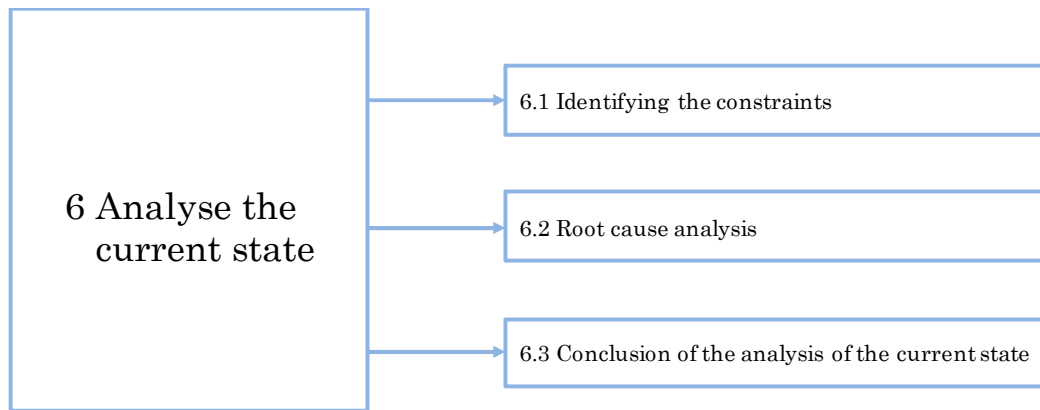 6 Analyse the
current state
6.1 Identifying the constraints
6.2 Root cause analysis
6.3 Conclusion of the analysis of the current state